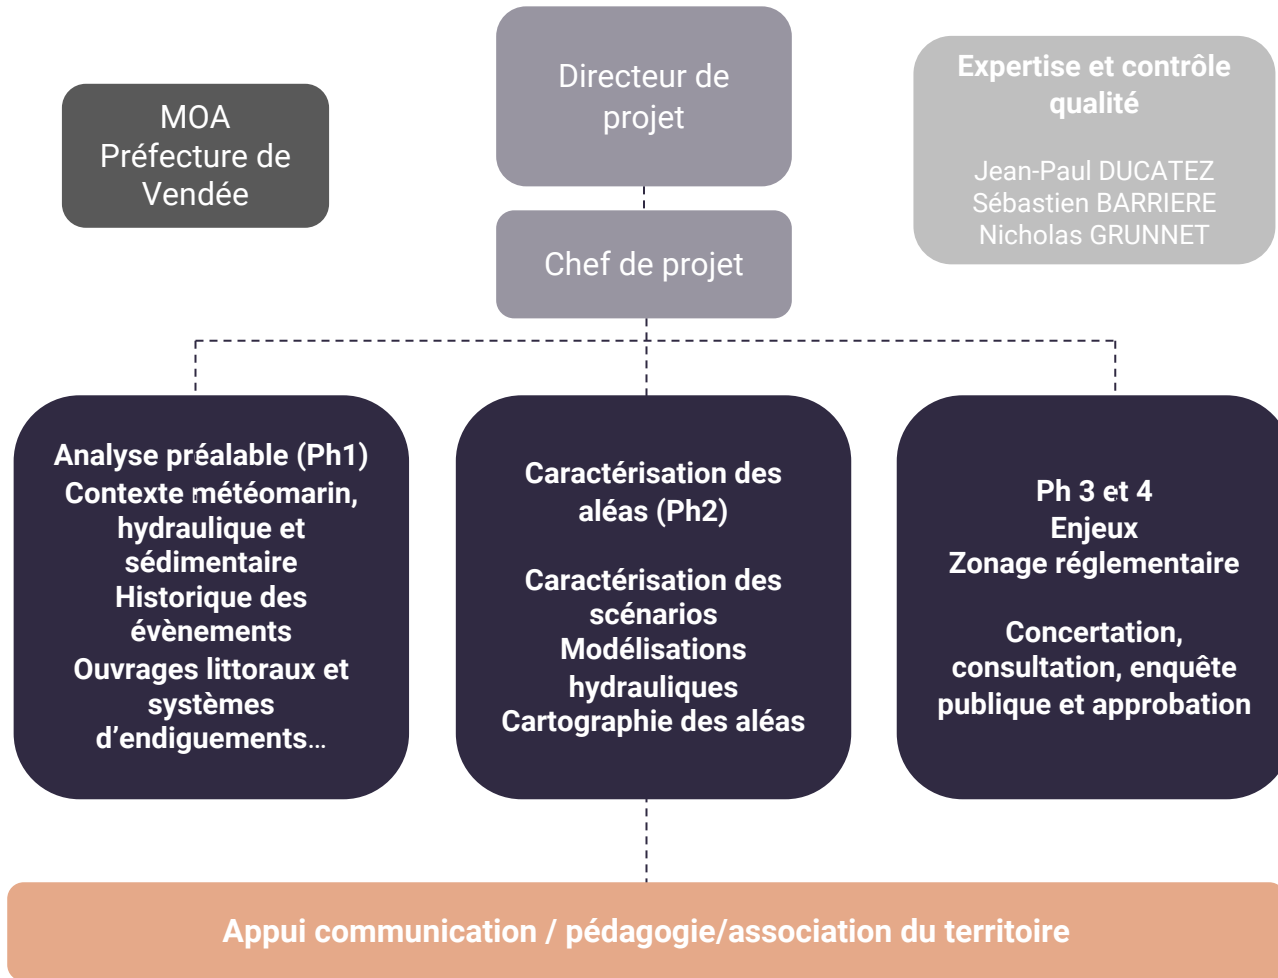 MOA
Préfecture de
Vendée
Directeur de
projet
Expertise et contrôle
qualité
Jean-Paul DUCATEZ
Sébastien BARRIERE
Nicholas GRUNNET
Chef de projet
Analyse préalable (Ph1)
Contexte météomarin,
hydraulique et
sédimentaire
Historique des
évènements
Ouvrages littoraux et
systèmes
d’endiguements...
Caractérisation des
aléas (Ph2)
Caractérisation des
scénarios
Modélisations
hydrauliques
Cartographie des aléas
Ph 3 et 4
Enjeux
Zonage réglementaire
Concertation,
consultation, enquête
publique et approbation
Appui communication / pédagogie/association du territoire